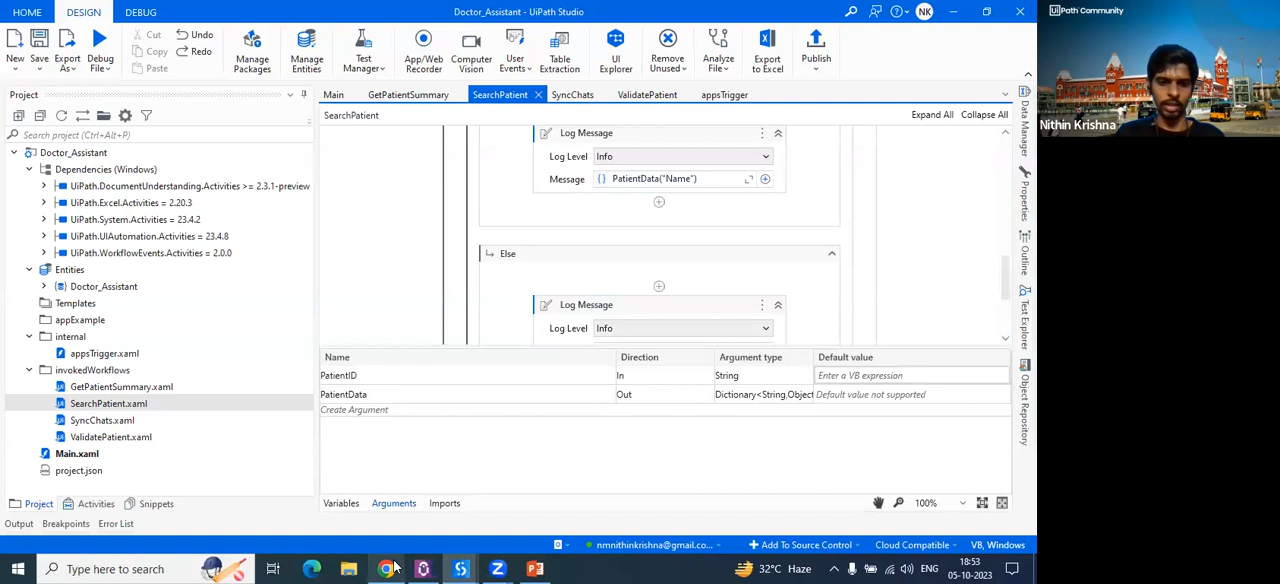 HOME DESIGN DEBUG Doctor_Assistant - UiPath Studio NK
New Save Export As Debug File Cut Copy Paste Undo Redo Manage Packages Manage Entities Test Manager App/Web Recorder Computer Vision User Events Table Extraction UI Explorer Remove Unused Analyze File Export to Excel Publish
Project
Search project (Ctrl+Alt+P)
Doctor_Assistant
Dependencies (Windows)
UiPath.DocumentUnderstanding.Activities >= 2.3.1-preview
UiPath.Excel.Activities = 2.20.3
UiPath.System.Activities = 23.4.2
UiPath.UIAutomation.Activities = 23.4.8
UiPath.WorkflowEvents.Activities = 2.0.0
Entities
Doctor_Assistant
Templates
appExample
internal
appsTrigger.xaml
invokedWorkflows
GetPatientSummary.xaml
SearchPatient.xaml
SyncChats.xaml
ValidatePatient.xaml
Main.xaml
project.json
Project Activities Snippets
Main GetPatientSummary SearchPatient SyncChats ValidatePatient appsTrigger
SearchPatient Expand All Collapse All
Log Message
Log Level Info
Message PatientData("Name")
Else
Log Message
Log Level Info
Name Direction Argument type Default value
PatientID In String Enter a VB expression
PatientData Out Dictionary<String,Object Default value not supported
Create Argument
Variables Arguments Imports 100%
Data Manager
Properties
Outline
Test Explorer
Object Repository
Output Breakpoints Error List
0 nmnithinkrishna@gmail.co... Add To Source Control Cloud Compatible VB, Windows
Type here to search 32°C Haze ENG 18:53
05-10-2023
UiPath Community
Nithin Krishna